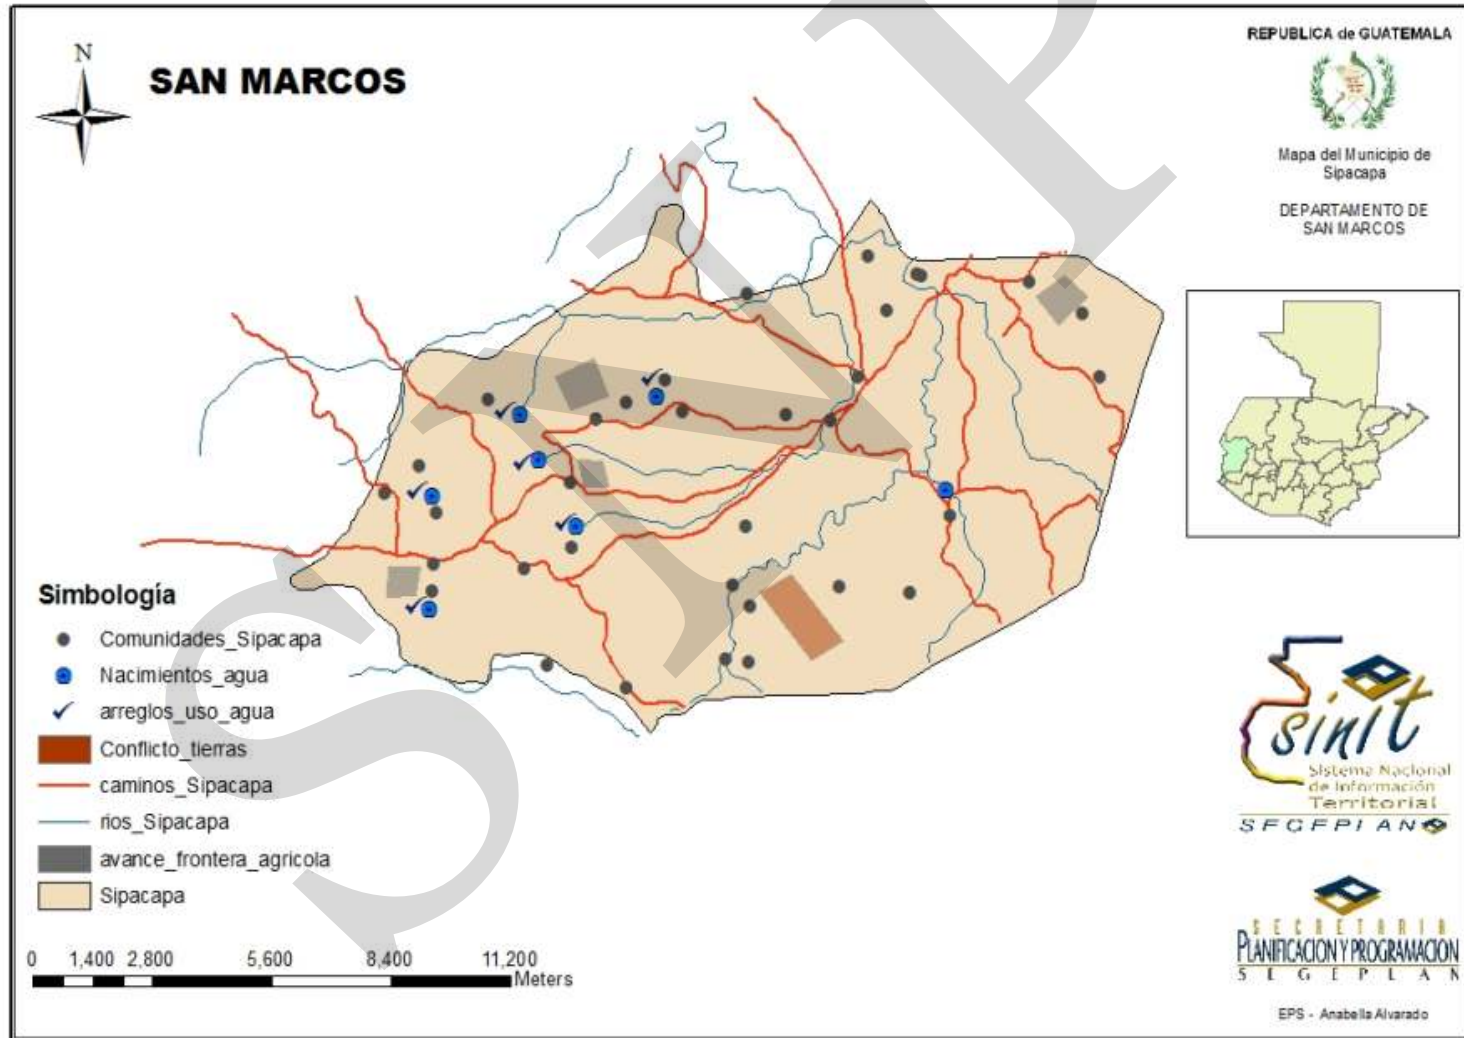 N
SAN MARCOS
REPUBLICA de GUATEMALA
Mapa del Municipio de
Sipacapa
DEPARTAMENTO DE
SAN MARCOS
Simbología
Comunidades_Sipacapa
Nacimientos_agua
arreglos_uso_agua
Conflicto_tierras
caminos_Sipacapa
rios_Sipacapa
avance_frontera_agricola
Sipacapa
0 1,400 2,800 5,600 8,400 11,200
Meters
sinit
Sistema Nacional
de Información
Territorial
SEGEPLAN
SECRETARIA
PLANIFICACION Y PROGRAMACION
SEGEPLAN
EPS - Anabella Alvarado